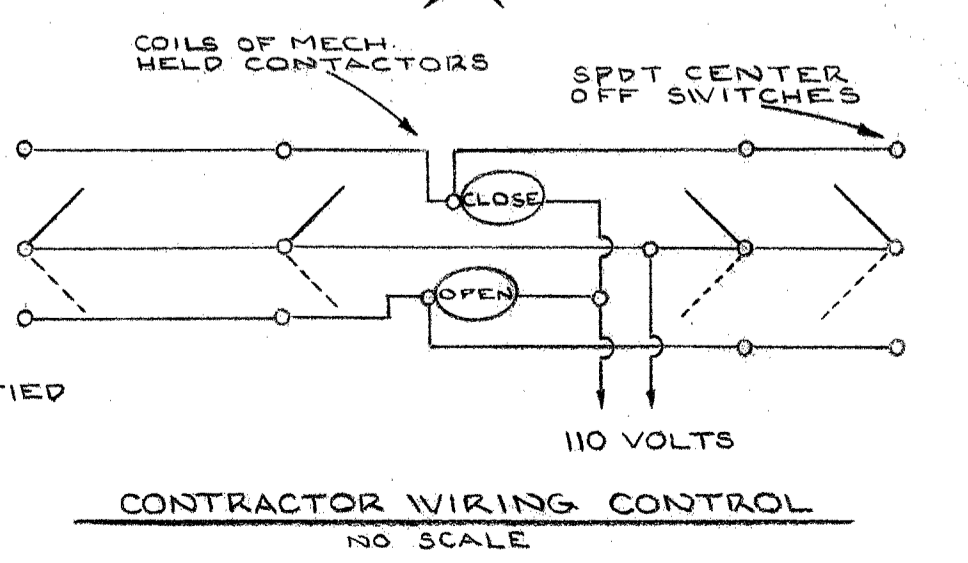 COILS OF MECH.
HELD CONTACTORS
SPDT CENTER
OFF SWITCHES
CLOSE
OPEN
TIED
110 VOLTS
CONTRACTOR WIRING CONTROL
NO SCALE